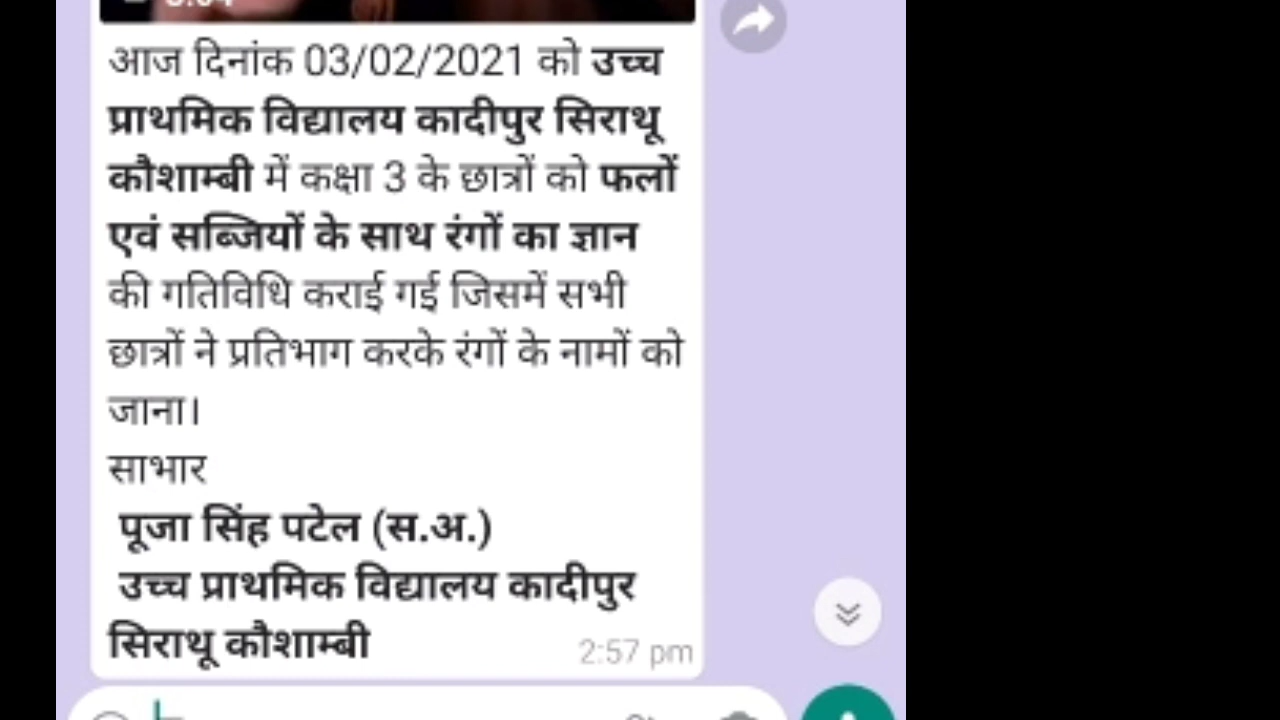 आज दिनांक 03/02/2021 को उच्च
प्राथमिक विद्यालय कादीपुर सिराथू
कौशाम्बी में कक्षा 3 के छात्रों को फलों
एवं सब्जियों के साथ रंगों का ज्ञान
की गतिविधि कराई गई जिसमें सभी
छात्रों ने प्रतिभाग करके रंगों के नामों को
जाना।
साभार
पूजा सिंह पटेल (स.अ.)
उच्च प्राथमिक विद्यालय कादीपुर
सिराथू कौशाम्बी
2:57 pm